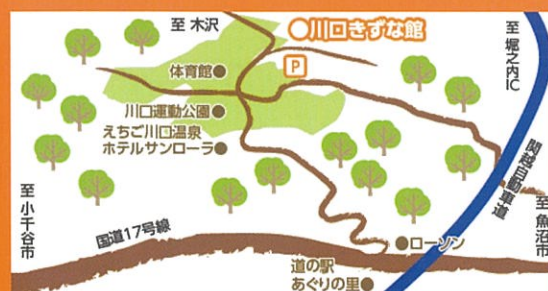 至 木沢
●川口きずな館
P
至 堀之内IC
体育館●
川口運動公園●
えちご川口温泉
ホテルサンローラ●
関越自動車道
至 小千谷市
国道17号線
至 魚沼市
●ローソン
道の駅
あぐりの里●